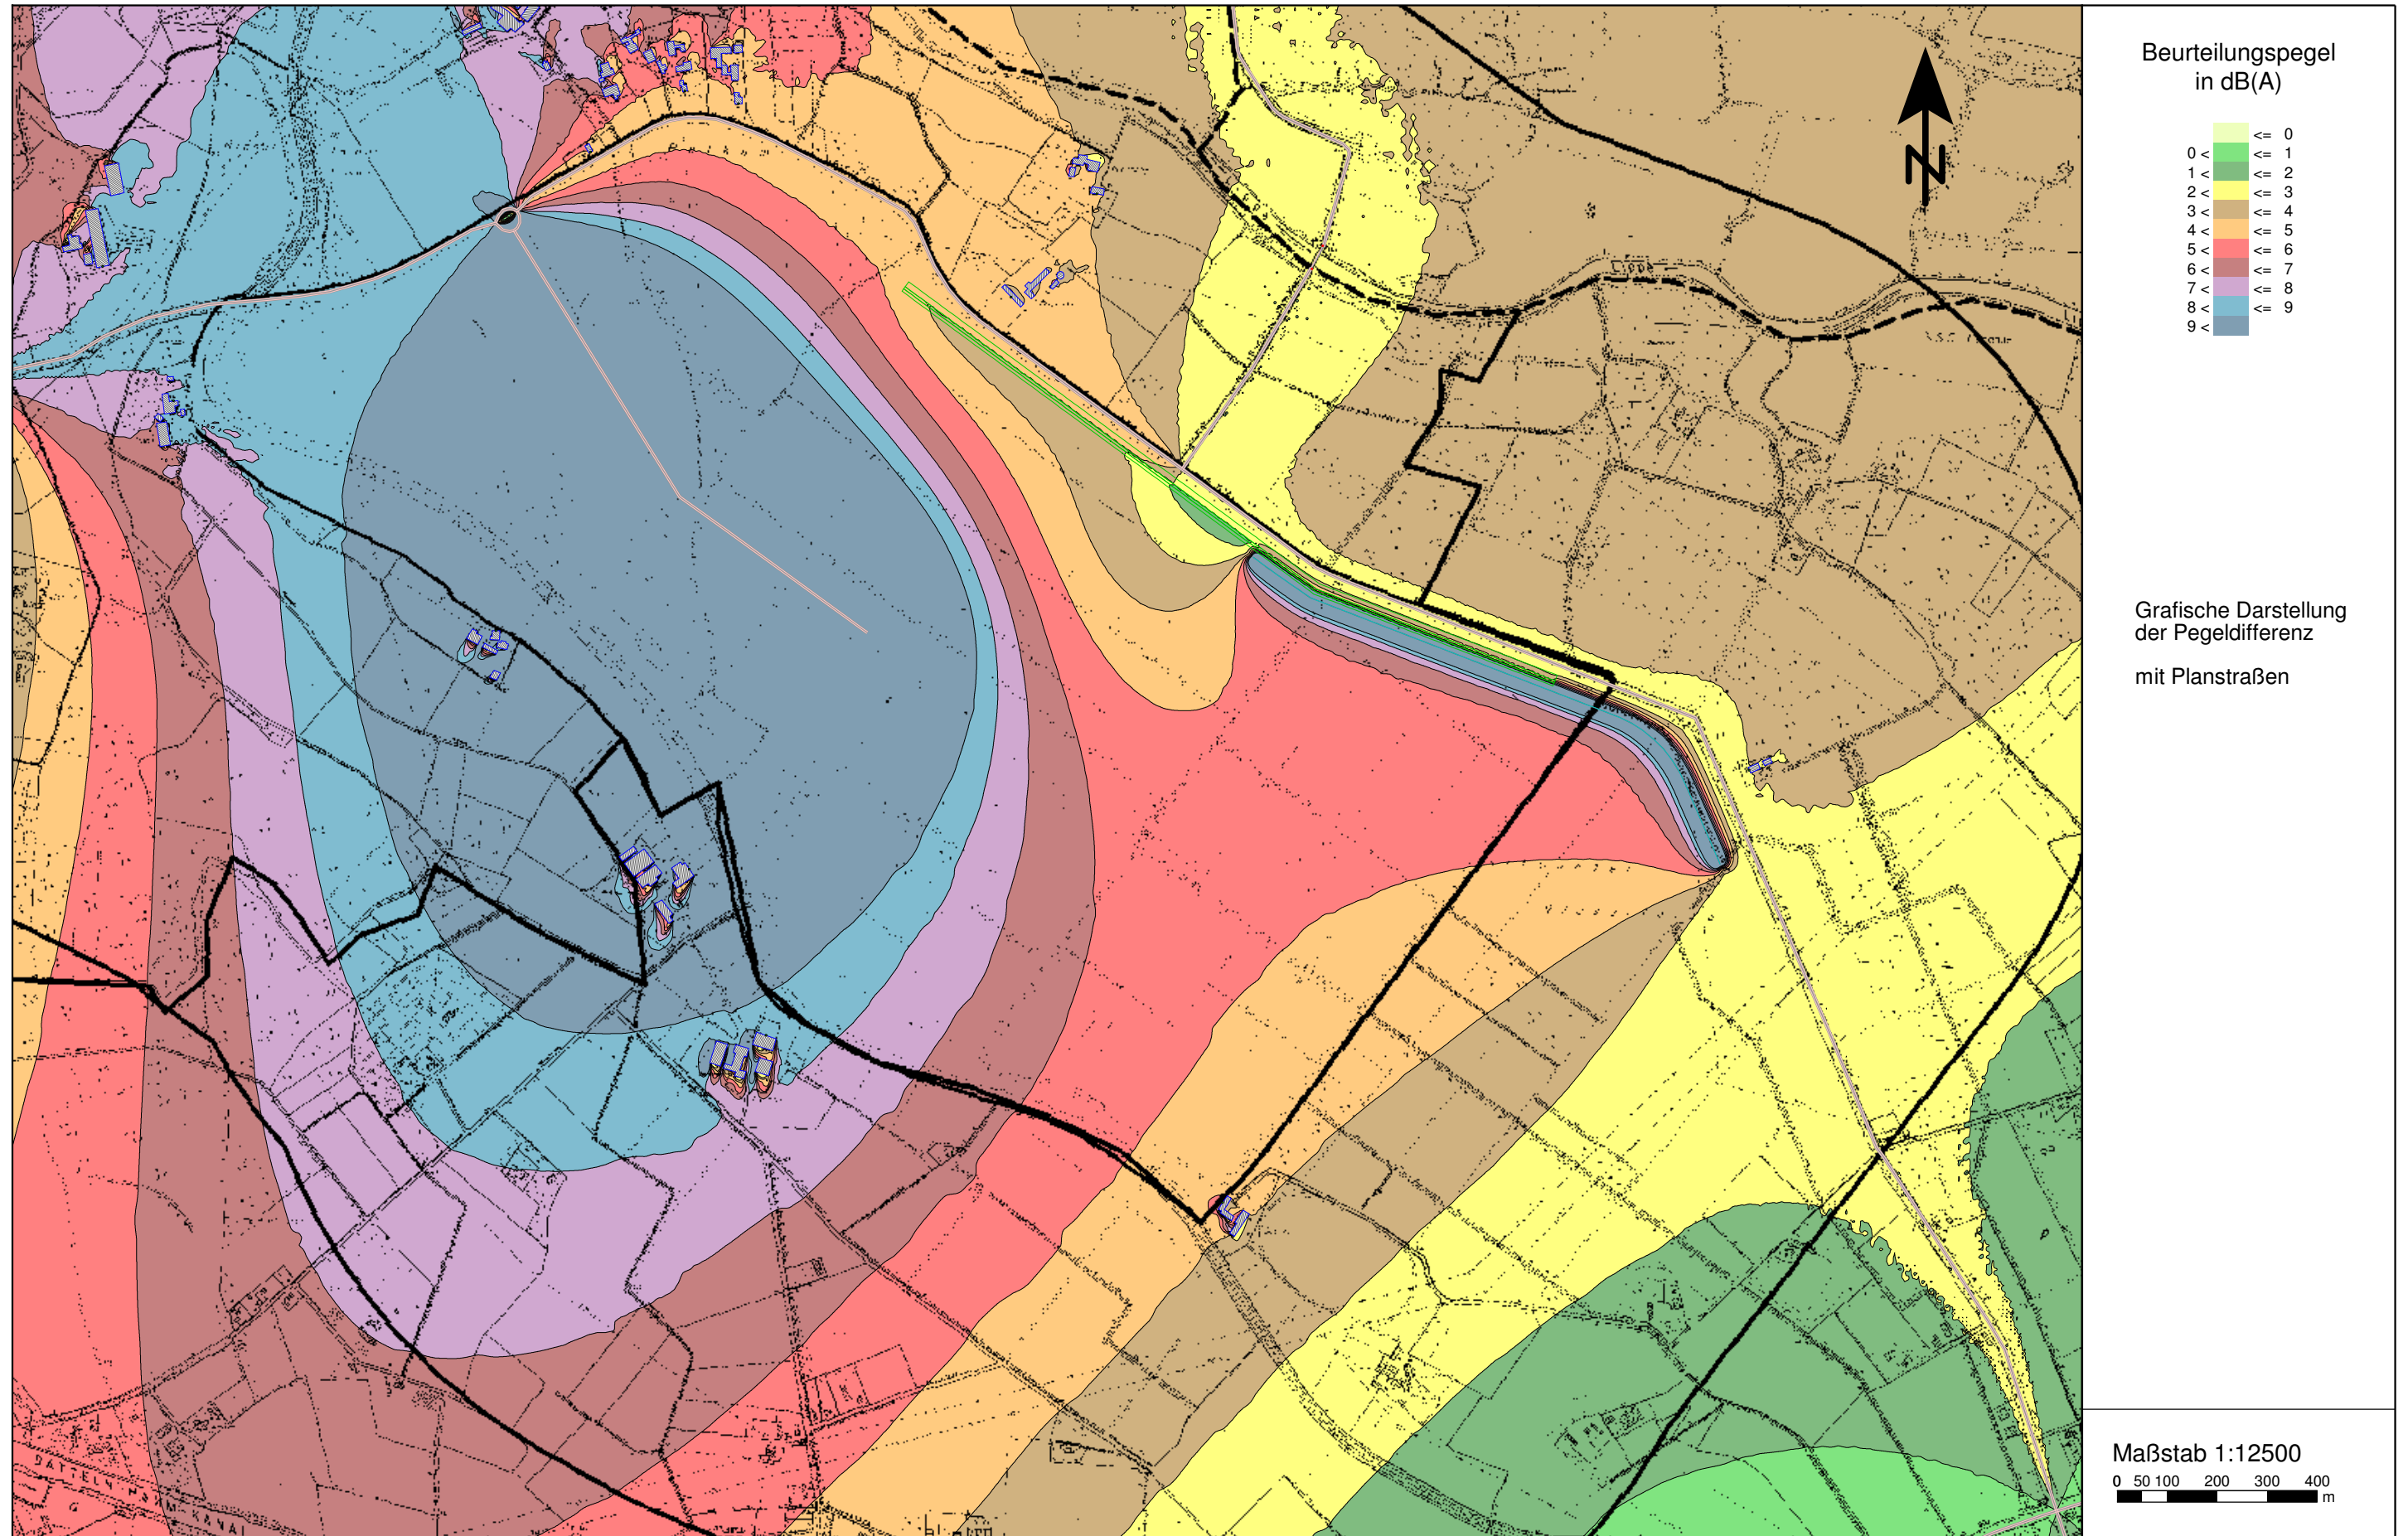 Beurteilungspegel
in dB(A)
<= 0
0 < <= 1
1 < <= 2
2 < <= 3
3 < <= 4
4 < <= 5
5 < <= 6
6 < <= 7
7 < <= 8
8 < <= 9
9 <
N
Grafische Darstellung
der Pegeldifferenz
mit Planstraßen
Maßstab 1:12500
0 50 100 200 300 400
m